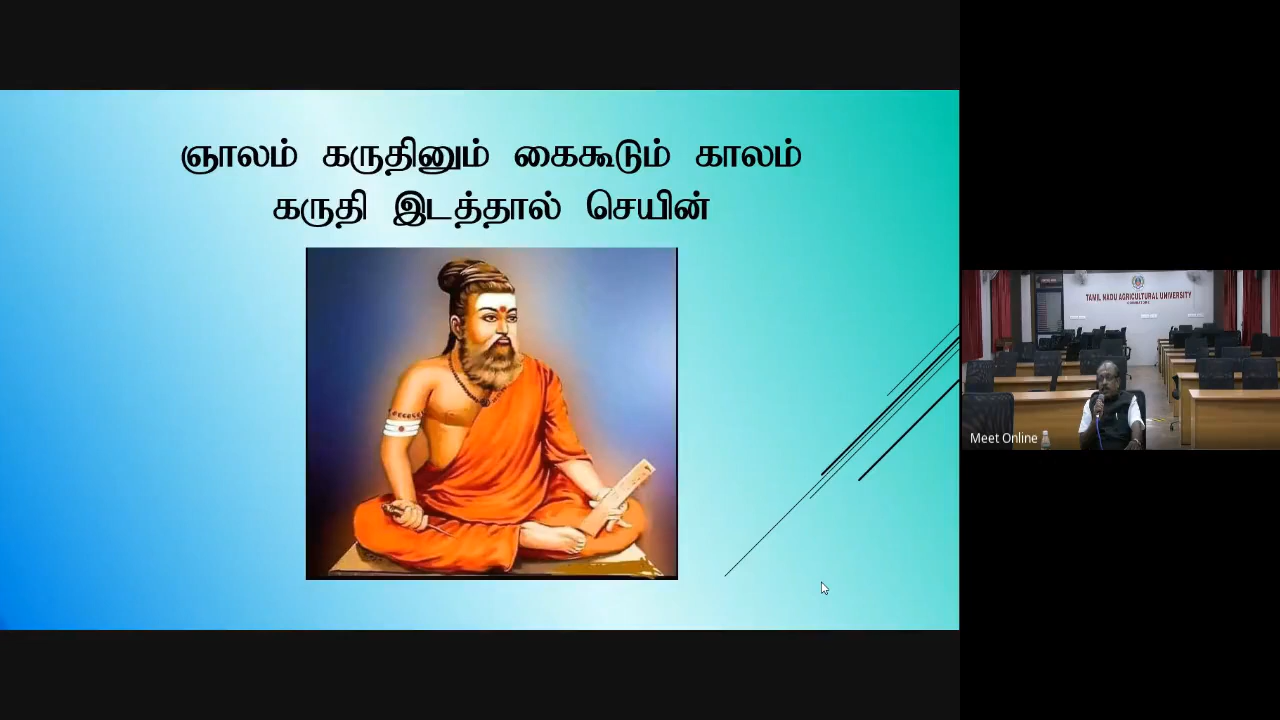 ஞாலம் கருதினும் கைகூடும் காலம்
கருதி இடத்தால் செயின்
TAMIL NADU AGRICULTURAL UNIVERSITY
Meet Online